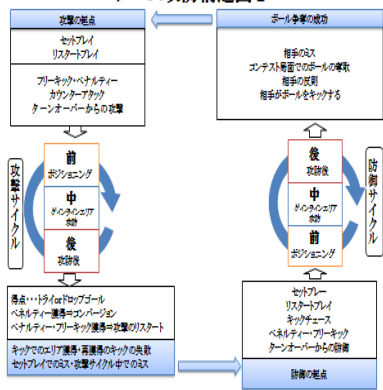 攻撃の起点
セットプレイ
リスタートプレイ
フリーキック・ペナルティー
カウンターアタック
ターンオーバーからの攻撃
攻撃サイクル
前
ポジショニング
中
ゲインラインエリア
攻防
後
攻防後
得点・・・トライorドロップゴール
ペネルティー獲得⇒コンバージョン
ペナルティー・フリーキック獲得⇒攻撃のリスタート
キックでのエリア獲得・再獲得のキックの失敗
セットプレイでのミス・攻撃サイクル中でのミス
ボール争奪の成功
相手のミス
コンテスト局面でのボールの奪取
相手の反則
相手がボールをキックする
後
攻防後
中
ゲインラインエリア
攻防
前
ポジショニング
防御サイクル
セットプレー
リスタートプレイ
キックチェース
ペネルティ・フリーキック
ターンオーバーからの防御
防御の起点